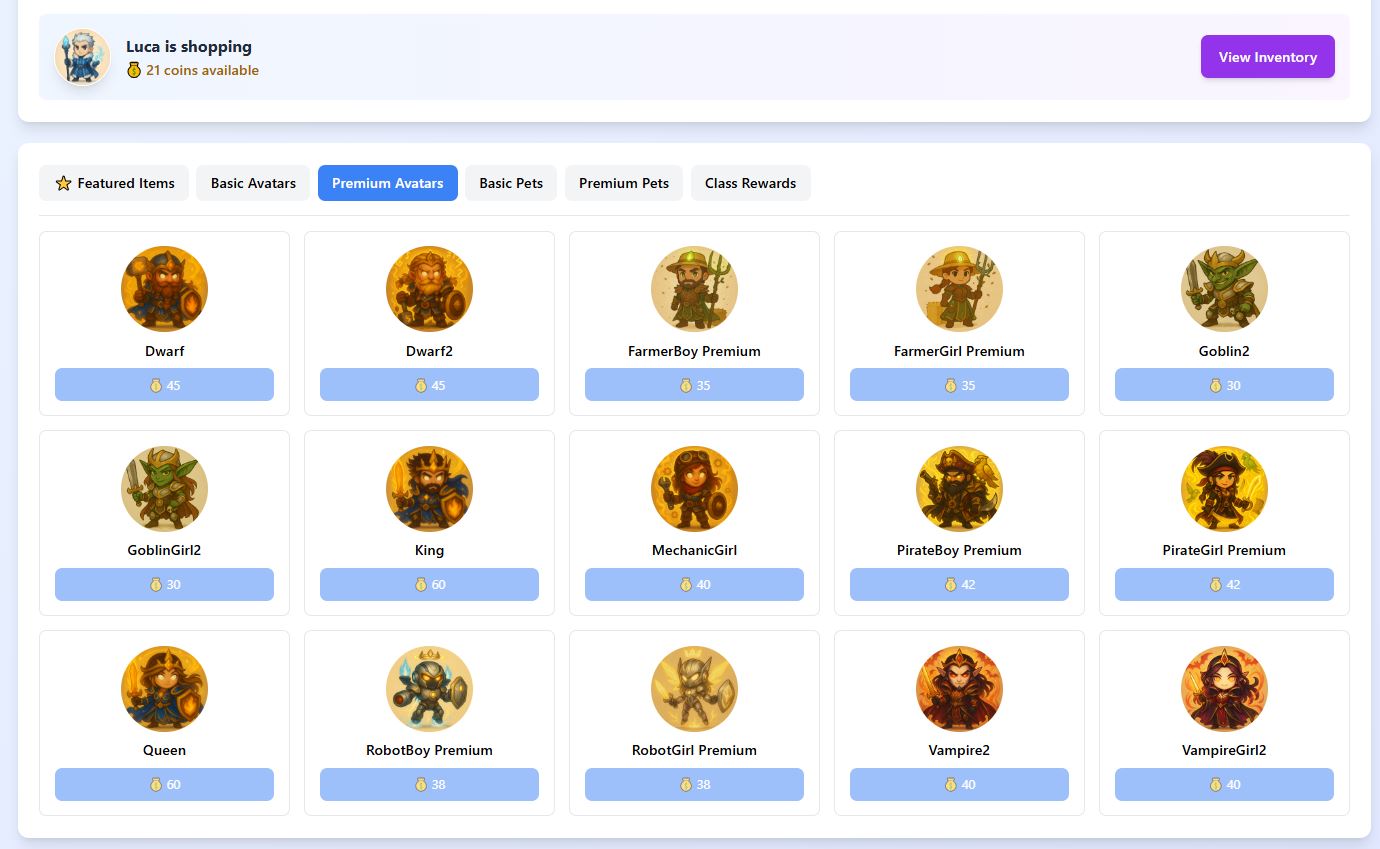 Luca is shopping
21 coins available
View Inventory
Featured Items Basic Avatars Premium Avatars Basic Pets Premium Pets Class Rewards
Dwarf Dwarf2 FarmerBoy Premium FarmerGirl Premium Goblin2
45 45 35 35 30
GoblinGirl2 King MechanicGirl PirateBoy Premium PirateGirl Premium
30 60 40 42 42
Queen RobotBoy Premium RobotGirl Premium Vampire2 VampireGirl2
60 38 38 40 40